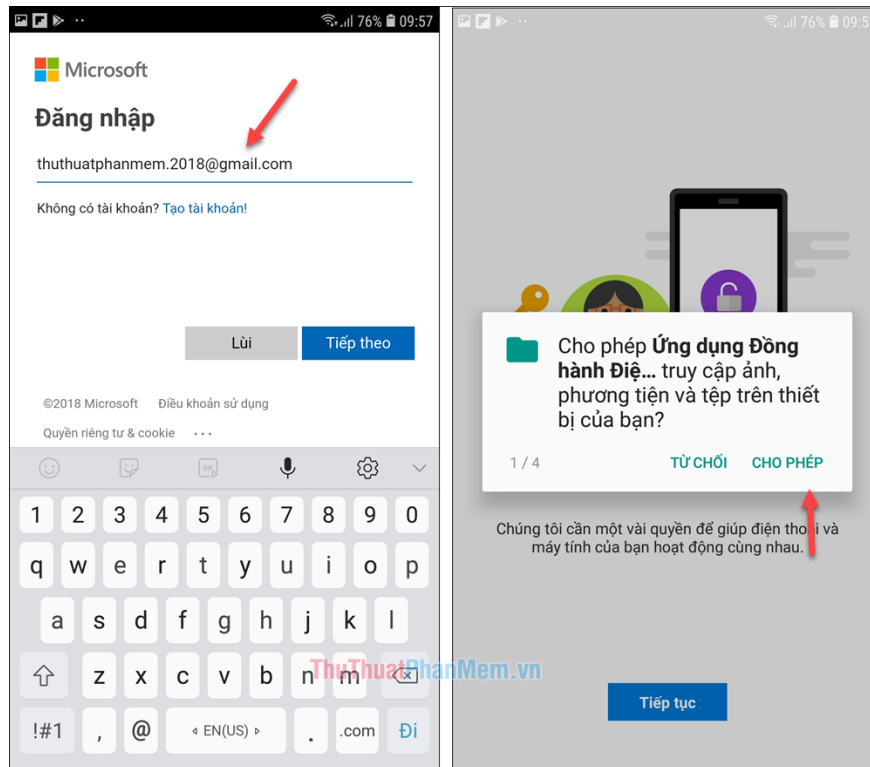 76% 09:57
Microsoft
Đăng nhập
thuthuatphanmem.2018@gmail.com
Không có tài khoản? Tạo tài khoản!
Lùi
Tiếp theo
©2018 Microsoft Điều khoản sử dụng
Quyền riêng tư & cookie ...
1 2 3 4 5 6 7 8 9 0
q w e r t y u i o p
a s d f g h j k l
z x c v b n m
!#1 , @ EN(US) . .com Đi
76% 09:5
Cho phép Ứng dụng Đồng
hành Điệ... truy cập ảnh,
phương tiện và tệp trên thiết
bị của bạn?
1 / 4 TỪ CHỐI CHO PHÉP
Chúng tôi cần một vài quyền để giúp điện thoại và
máy tính của bạn hoạt động cùng nhau.
Tiếp tục
ThuThuatPhanMem.vn